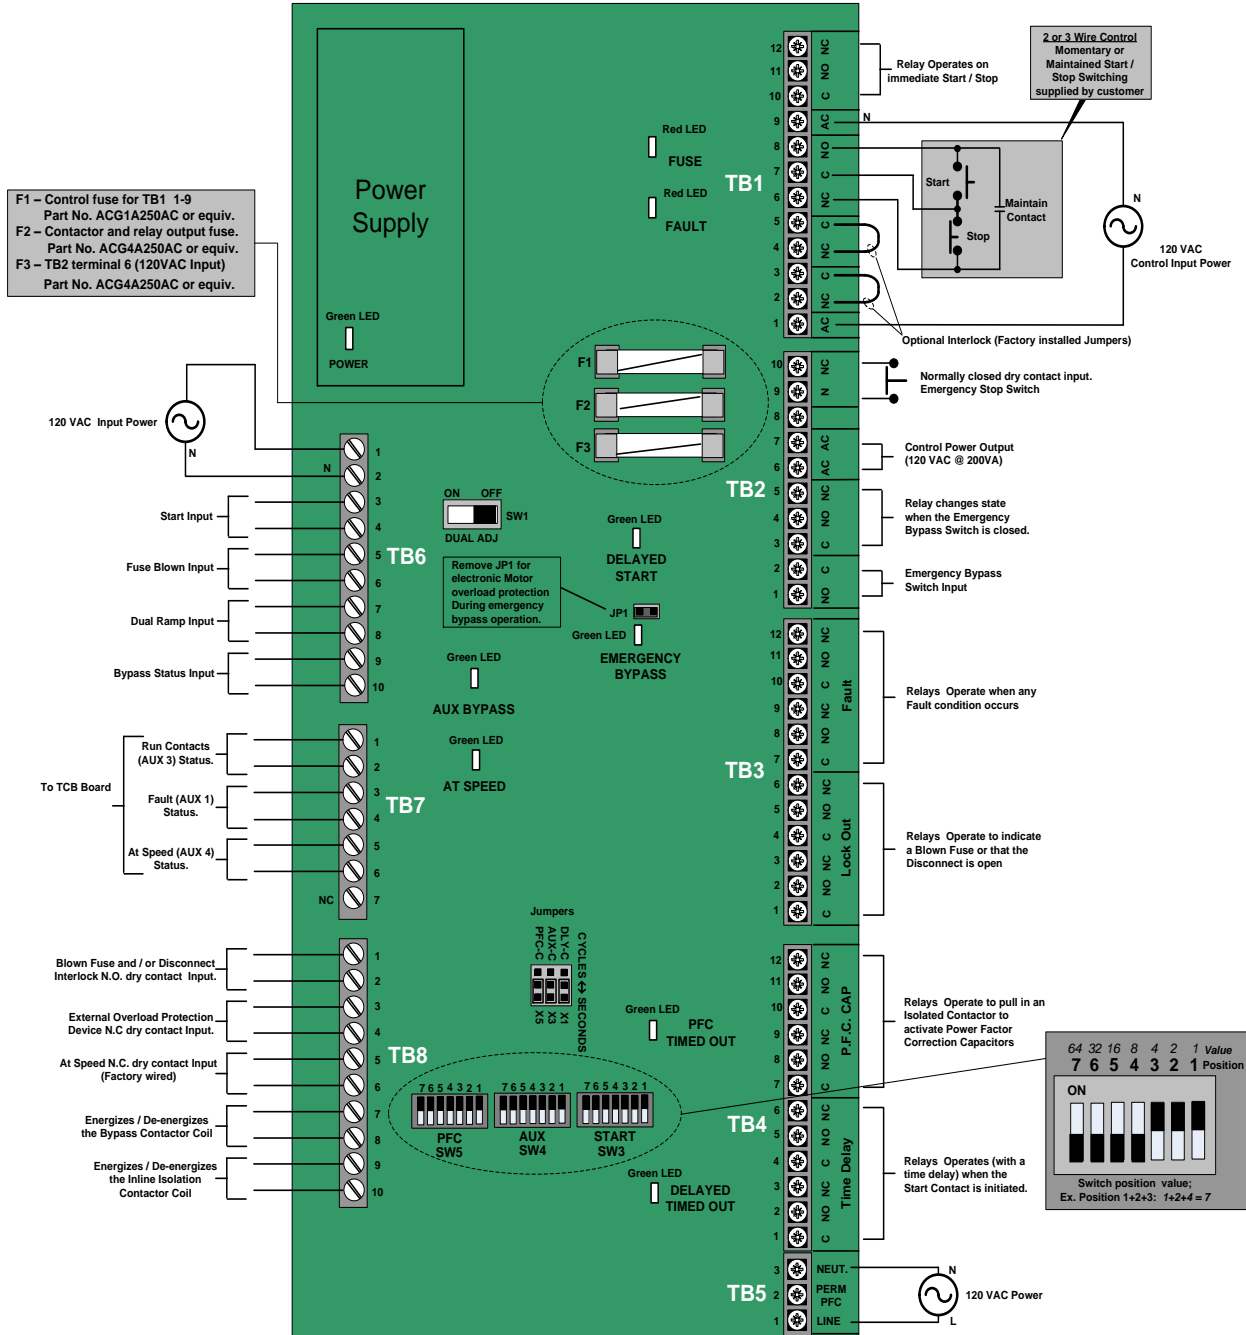 F1 – Control fuse for TB1 1-9
Part No. ACG1A250AC or equiv.
F2 – Contactor and relay output fuse.
Part No. ACG4A250AC or equiv.
F3 – TB2 terminal 6 (120VAC Input)
Part No. ACG4A250AC or equiv.
Power
Supply
Green LED
POWER
Red LED
FUSE
Red LED
FAULT
F1
F2
F3
TB1
12 NC
11 NO
10 C
9 AC
8 NO
7 C
6 NC
5 C
4 NC
3 C
2 NC
1 AC
Relay Operates on
immediate Start / Stop
2 or 3 Wire Control
Momentary or
Maintained Start /
Stop Switching
supplied by customer
N
Start
Stop
Maintain
Contact
N
120 VAC
Control Input Power
Optional Interlock (Factory installed Jumpers)
TB2
10 NC
9 N
8
7 AC
6 AC
5 NC
4 NO
3 C
2 C
1 NO
Normally closed dry contact input.
Emergency Stop Switch
Control Power Output
(120 VAC @ 200VA)
Relay changes state
when the Emergency
Bypass Switch is closed.
Emergency Bypass
Switch Input
120 VAC Input Power
N
N
Start Input
Fuse Blown Input
Dual Ramp Input
Bypass Status Input
1
2
3
4
5
6
7
8
9
10
TB6
ON OFF
SW1
DUAL ADJ
Green LED
DELAYED
START
Remove JP1 for
electronic Motor
overload protection
During emergency
bypass operation.
JP1
Green LED
EMERGENCY
BYPASS
Green LED
AUX BYPASS
Green LED
AT SPEED
TB3
12 NC
11 NO
10 C
9 NC
8 NO
7 C
Fault
6 NC
5 NO
4 C
3 NC
2 NO
1 C
Lock Out
Relays Operate when any
Fault condition occurs
Relays Operate to indicate
a Blown Fuse or that the
Disconnect is open
To TCB Board
Run Contacts
(AUX 3) Status.
Fault (AUX 1)
Status.
At Speed (AUX 4)
Status.
NC
1
2
3
4
5
6
7
TB7
Jumpers
PFC-C
AUX-C
DLY-C
X5
X3
X1
CYCLES ⟷ SECONDS
Green LED
PFC
TIMED OUT
Blown Fuse and / or Disconnect
Interlock N.O. dry contact Input.
External Overload Protection
Device N.C dry contact Input.
At Speed N.C. dry contact Input
(Factory wired)
Energizes / De-energizes
the Bypass Contactor Coil
Energizes / De-energizes
the Inline Isolation
Contactor Coil
1
2
3
4
5
6
7
8
9
10
TB8
7 6 5 4 3 2 1
PFC
SW5
7 6 5 4 3 2 1
AUX
SW4
7 6 5 4 3 2 1
START
SW3
Green LED
DELAYED
TIMED OUT
TB4
12 NC
11 NO
10 C
9 NC
8 NO
7 C
P.F.C. CAP
6 NC
5 NO
4 C
3 NC
2 NO
1 C
Time Delay
Relays Operate to pull in an
Isolated Contactor to
activate Power Factor
Correction Capacitors
Relays Operates (with a
time delay) when the
Start Contact is initiated.
64 32 16 8 4 2 1 Value
7 6 5 4 3 2 1 Position
ON
Switch position value;
Ex. Position 1+2+3: 1+2+4 = 7
TB5
3 NEUT.
2 PERM
PFC
1 LINE
N
L
120 VAC Power